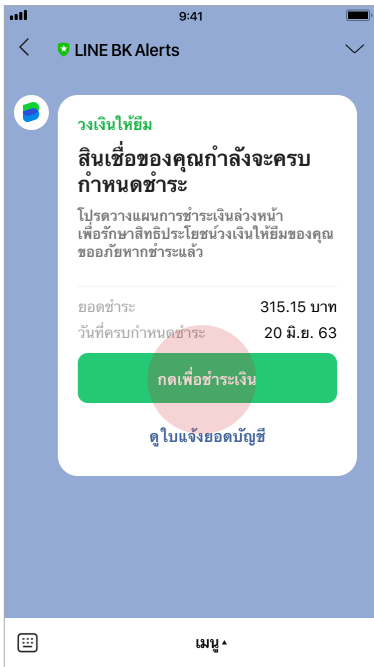 9:41
LINE BK Alerts
วงเงินให้ยืม
สินเชื่อของคุณกำลังจะครบ
กำหนดชำระ
โปรดวางแผนการชำระเงินล่วงหน้า
เพื่อรักษาสิทธิประโยชน์วงเงินให้ยืมของคุณ
ขออภัยหากชำระแล้ว
ยอดชำระ 315.15 บาท
วันที่ครบกำหนดชำระ 20 มิ.ย. 63
กดเพื่อชำระเงิน
ดูใบแจ้งยอดบัญชี
เมนู